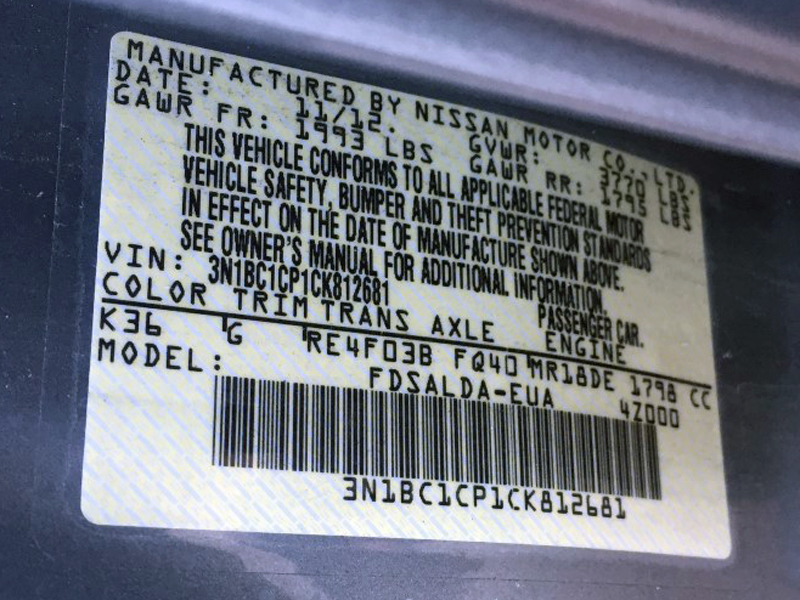 MANUFACTURED BY NISSAN MOTOR CO., LTD.
DATE: 11/12. GVWR: 3770 LBS
GAWR FR: 1993 LBS GAWR RR: 1795 LBS
THIS VEHICLE CONFORMS TO ALL APPLICABLE FEDERAL MOTOR
VEHICLE SAFETY, BUMPER AND THEFT PREVENTION STANDARDS
IN EFFECT ON THE DATE OF MANUFACTURE SHOWN ABOVE.
SEE OWNER'S MANUAL FOR ADDITIONAL INFORMATION.
VIN: 3N1BC1CP1CK812681 PASSENGER CAR.
COLOR TRIM TRANS AXLE ENGINE
K36 G RE4F03B FQ40 MR18DE 1798 CC
MODEL: FDSALDA-EUA 4Z000
3N1BC1CP1CK812681